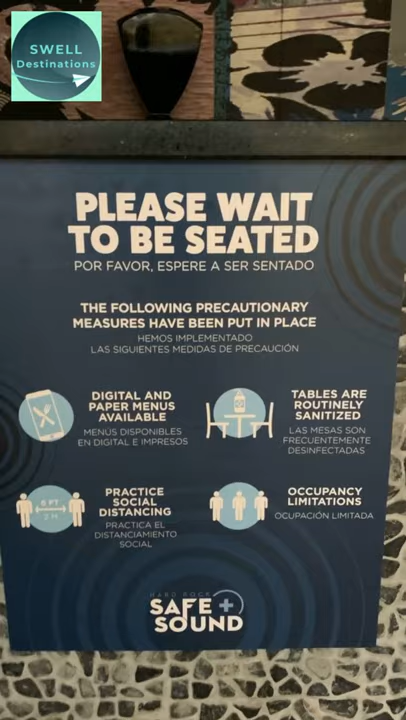 SWELL
Destinations
PLEASE WAIT
TO BE SEATED
POR FAVOR, ESPERE A SER SENTADO
THE FOLLOWING PRECAUTIONARY
MEASURES HAVE BEEN PUT IN PLACE
HEMOS IMPLEMENTADO
LAS SIGUIENTES MEDIDAS DE PRECAUCIÓN
DIGITAL AND
PAPER MENUS
AVAILABLE
MENÚS DISPONIBLES
EN DIGITAL E IMPRESOS
TABLES ARE
ROUTINELY
SANITIZED
LAS MESAS SON
FRECUENTEMENTE
DESINFECTADAS
6 FT
2 M
PRACTICE
SOCIAL
DISTANCING
PRACTICA EL
DISTANCIAMIENTO
SOCIAL
OCCUPANCY
LIMITATIONS
OCUPACIÓN LIMITADA
HARD ROCK
SAFE +
SOUND